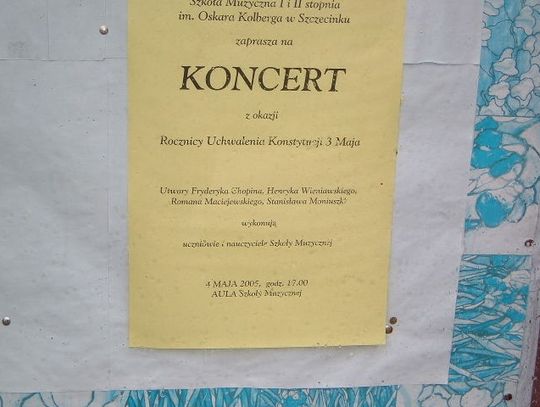 Szkoła Muzyczna I i II stopnia
im. Oskara Kolberga w Szczecinku
zaprasza na
KONCERT
z okazji
Rocznicy Uchwalenia Konstytucji 3 Maja
Utwory Fryderyka Chopina, Henryka Wieniawskiego,
Romana Maciejewskiego, Stanisława Moniuszki
wykonują
uczniowie i nauczyciele Szkoły Muzycznej
4 MAJA 2005, godz. 17.00
AULA Szkoły Muzycznej